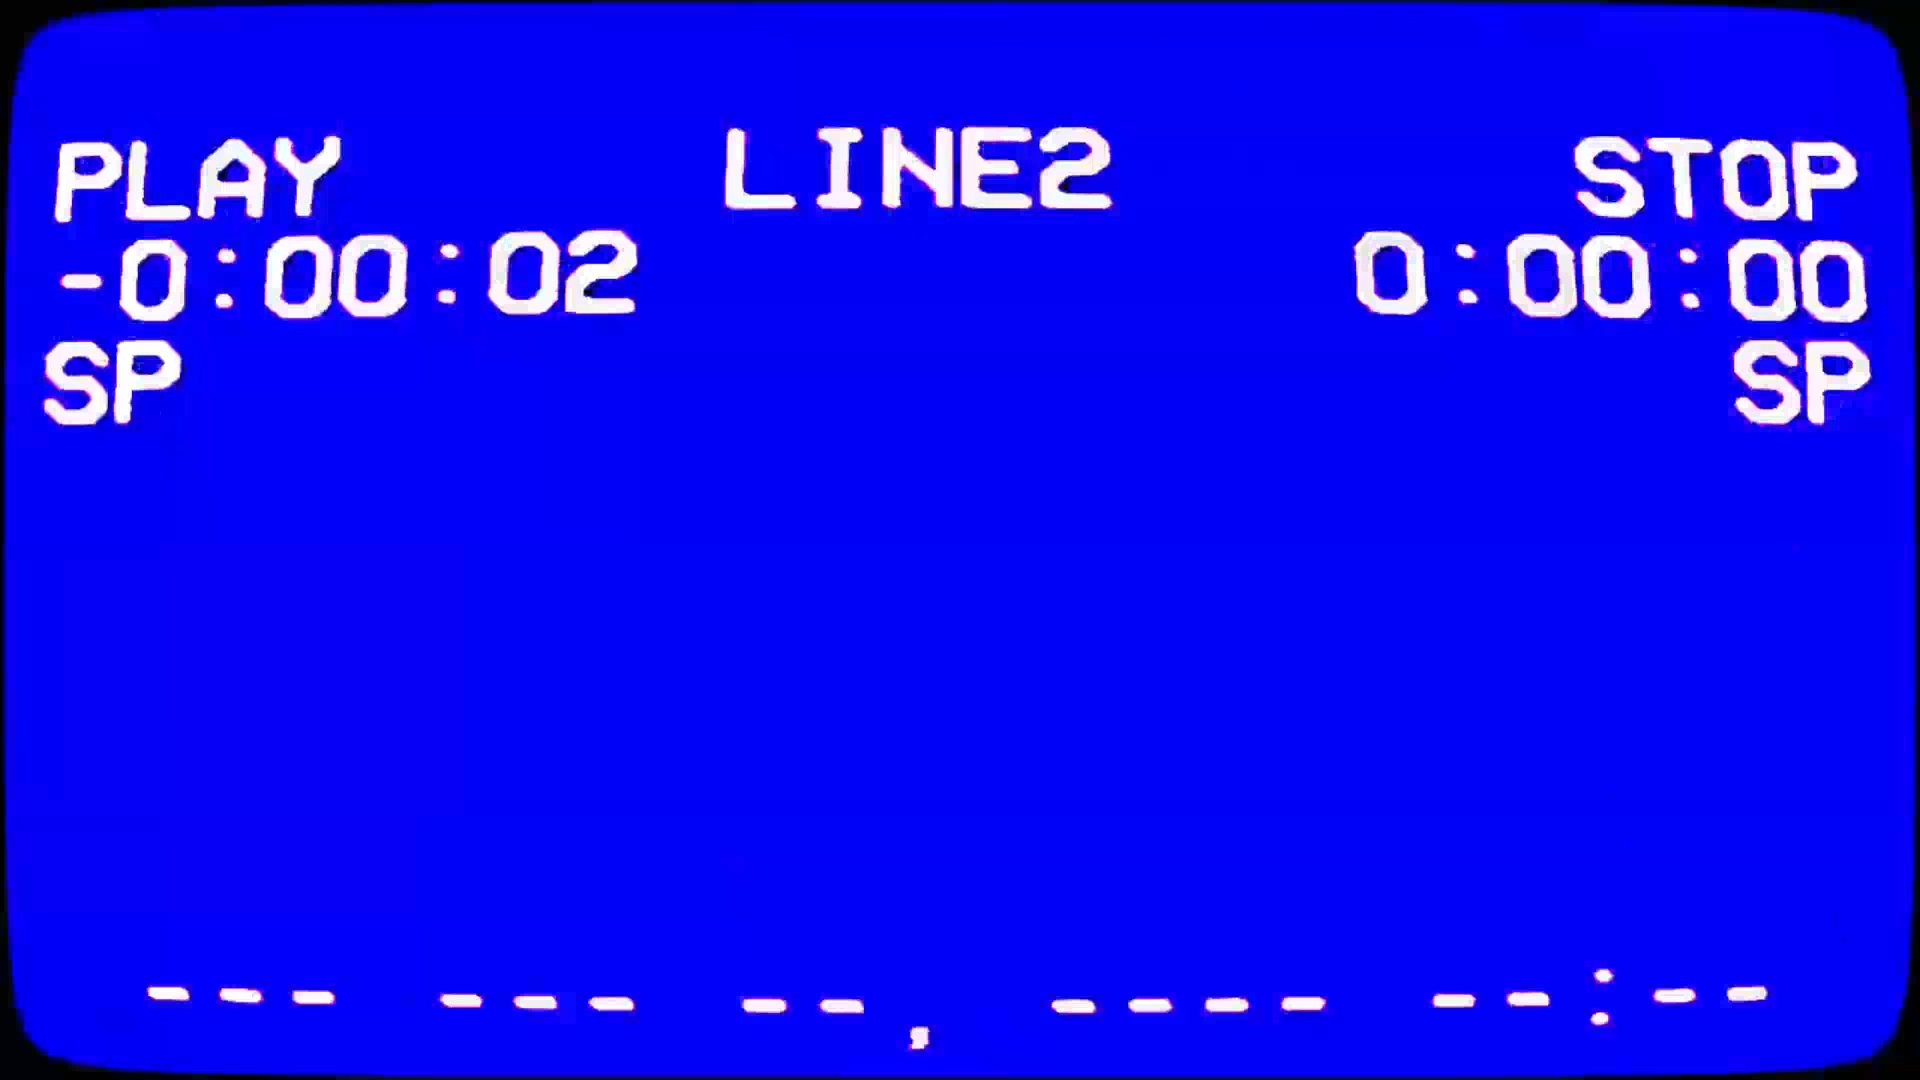 PLAY LINE2 STOP
-0:00:02 0:00:00
SP SP
--- --- --, ---- --:--